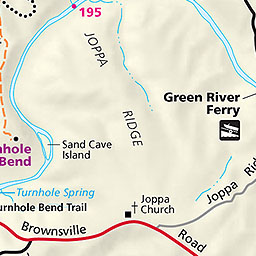 195
JOPPA
RIDGE
Green River
Ferry
Sand Cave
Island
nhole
Bend
Turnhole Spring
urnhole Bend Trail
Joppa
Church
Joppa Ri
Brownsville
Road